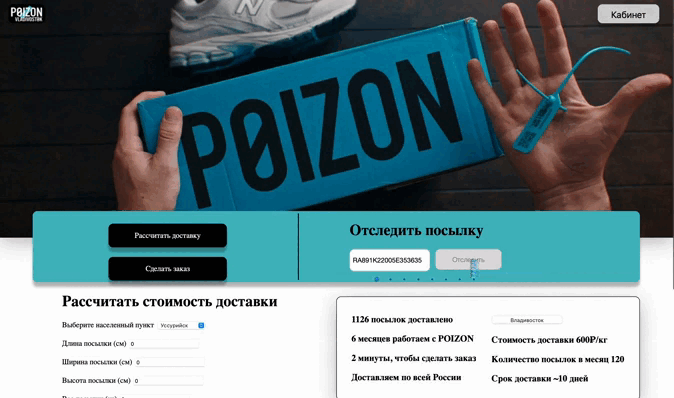 POIZON
VLADIVOSTOK
Кабинет
POIZON
Рассчитать доставку
Сделать заказ
Отследить посылку
RA891K22005E353635
Отследить
Рассчитать стоимость доставки
Выберите населенный пункт Уссурийск
Длина посылки (см) 0
Ширина посылки (см) 0
Высота посылки (см) 0
1126 посылок доставлено
6 месяцев работаем с POIZON
2 минуты, чтобы сделать заказ
Доставляем по всей России
Владивосток
Стоимость доставки 600₽/кг
Количество посылок в месяц 120
Срок доставки ~10 дней